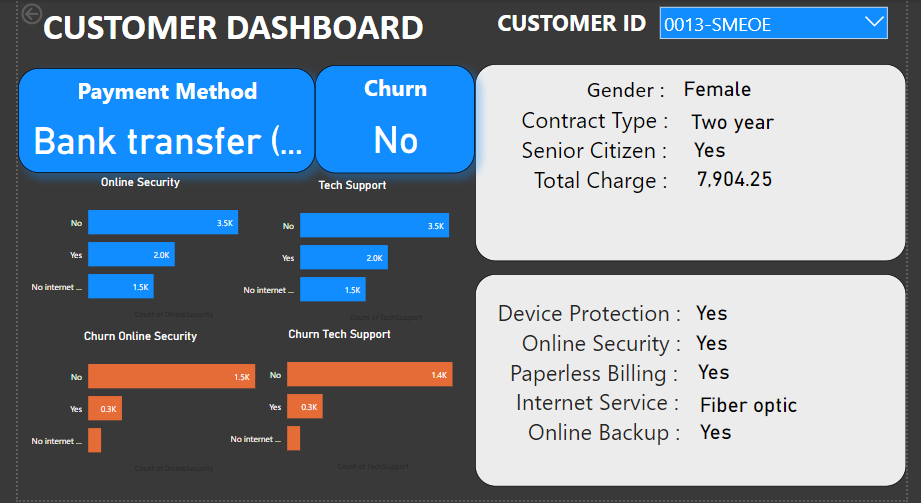 CUSTOMER DASHBOARD
CUSTOMER ID 0013-SMEOE
Payment Method
Bank transfer (...
Churn
No
Gender : Female
Contract Type : Two year
Senior Citizen : Yes
Total Charge : 7,904.25
Online Security
No 3.5K
Yes 2.0K
No internet ... 1.5K
Count of OnlineSecurity
Tech Support
No 3.5K
Yes 2.0K
No internet ... 1.5K
Count of TechSupport
Churn Online Security
No 1.5K
Yes 0.3K
No internet ...
Count of OnlineSecurity
Churn Tech Support
No 1.4K
Yes 0.3K
No internet ...
Count of TechSupport
Device Protection : Yes
Online Security : Yes
Paperless Billing : Yes
Internet Service : Fiber optic
Online Backup : Yes